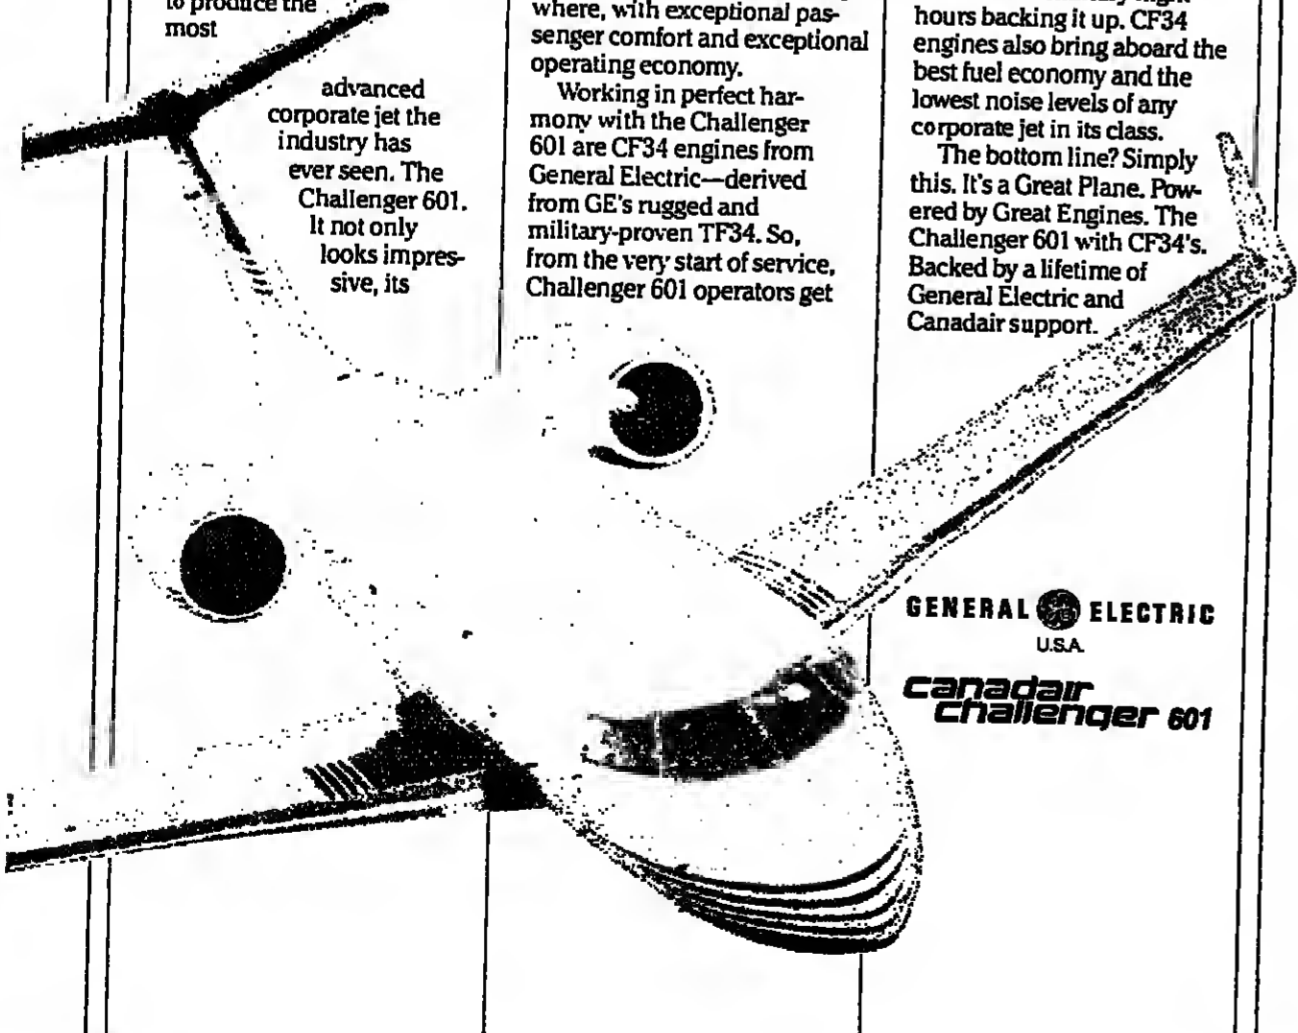 to produce the
most
advanced
corporate jet the
industry has
ever seen. The
Challenger 601.
It not only
looks impres-
sive, its
where, with exceptional pas-
senger comfort and exceptional
operating economy.
Working in perfect har-
mony with the Challenger
601 are CF34 engines from
General Electric—derived
from GE's rugged and
military-proven TF34. So,
from the very start of service,
Challenger 601 operators get
hours backing it up. CF34
engines also bring aboard the
best fuel economy and the
lowest noise levels of any
corporate jet in its class.
The bottom line? Simply
this. It's a Great Plane. Pow-
ered by Great Engines. The
Challenger 601 with CF34's.
Backed by a lifetime of
General Electric and
Canadair support.
GENERAL GE ELECTRIC
U.S.A.
canadair
challenger 601